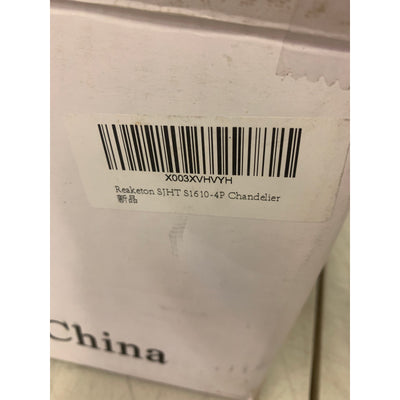 X003XVHVYH
Reaketon SJHT S1610-4P Chandelier
新品
China